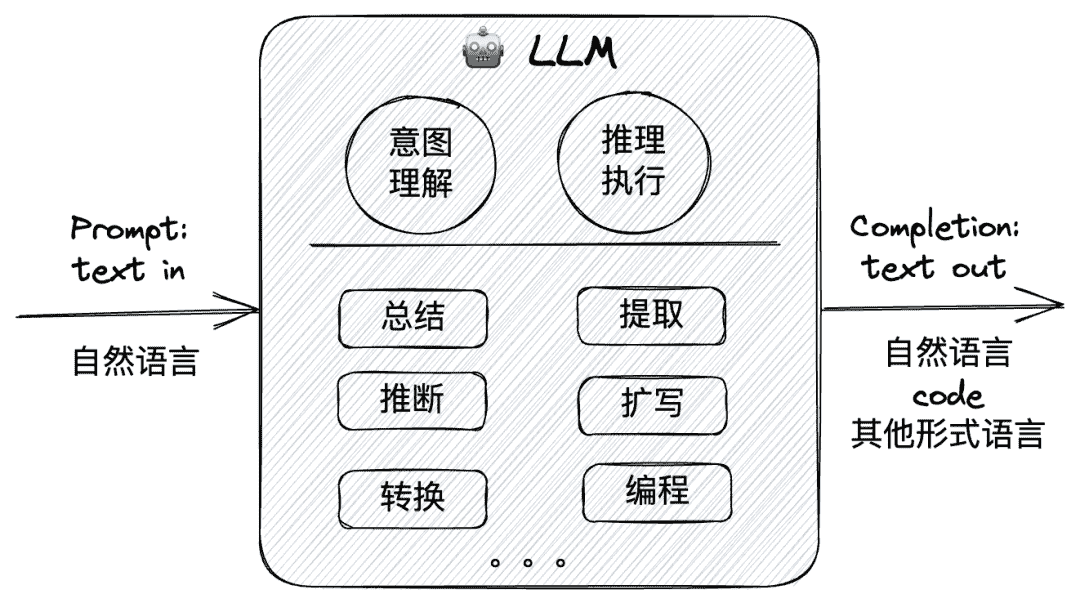 🤖 LLM
意图
理解
推理
执行
Prompt:
text in
自然语言
总结
提取
推断
扩写
转换
编程
Completion:
text out
自然语言
code
其他形式语言